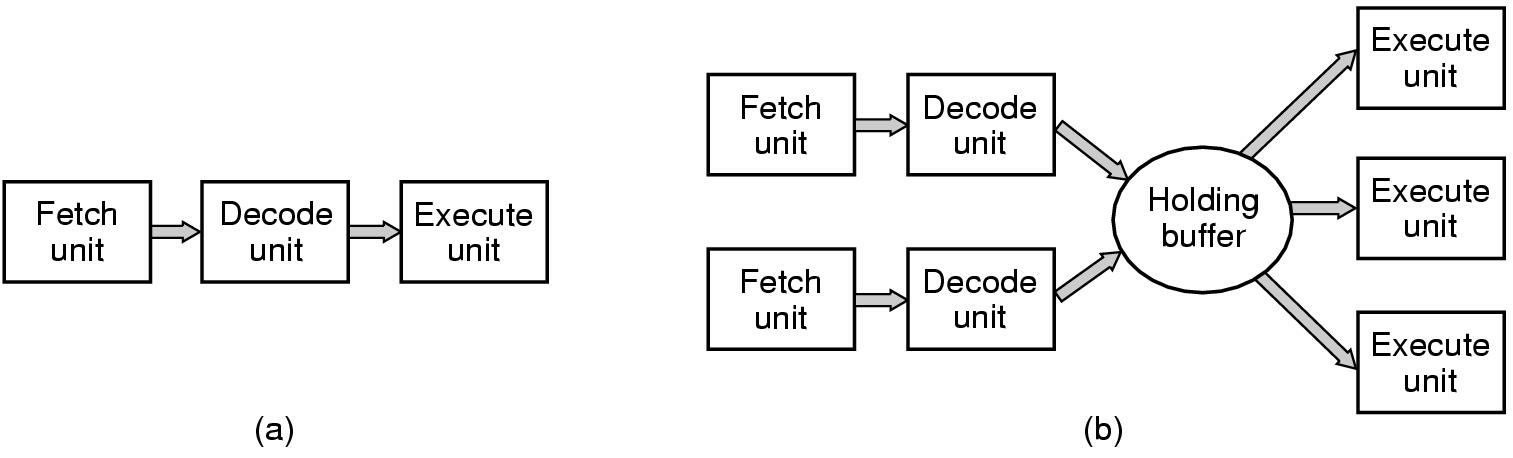 Fetch
unit
Decode
unit
Execute
unit
(a)
Fetch
unit
Decode
unit
Fetch
unit
Decode
unit
Holding
buffer
Execute
unit
Execute
unit
Execute
unit
(b)